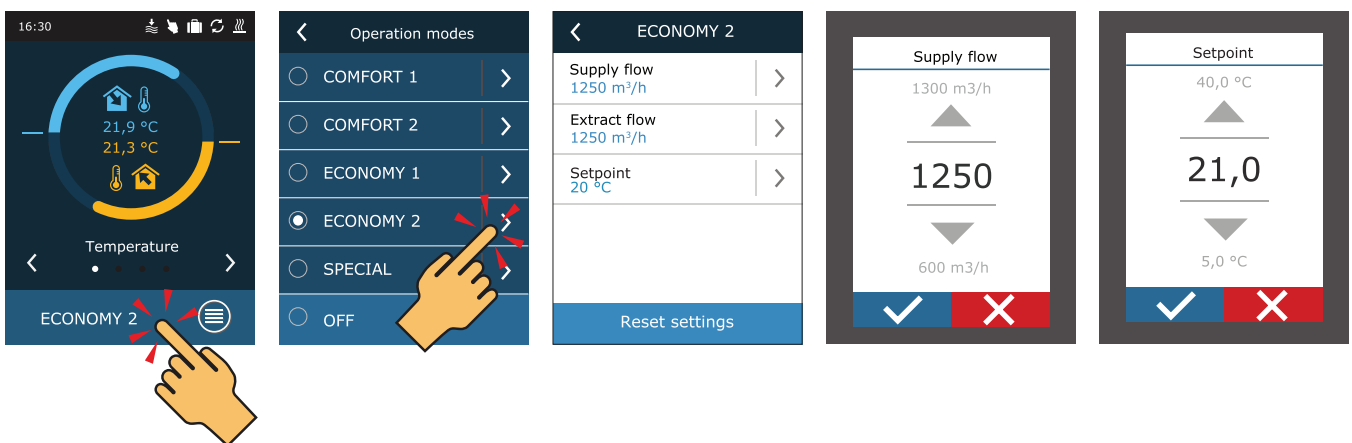 16:30
21,9 °C
21,3 °C
Temperature
ECONOMY 2
Operation modes
COMFORT 1
COMFORT 2
ECONOMY 1
ECONOMY 2
SPECIAL
OFF
ECONOMY 2
Supply flow
1250 m³/h
Extract flow
1250 m³/h
Setpoint
20 °C
Reset settings
Supply flow
1300 m3/h
1250
600 m3/h
Setpoint
40,0 °C
21,0
5,0 °C